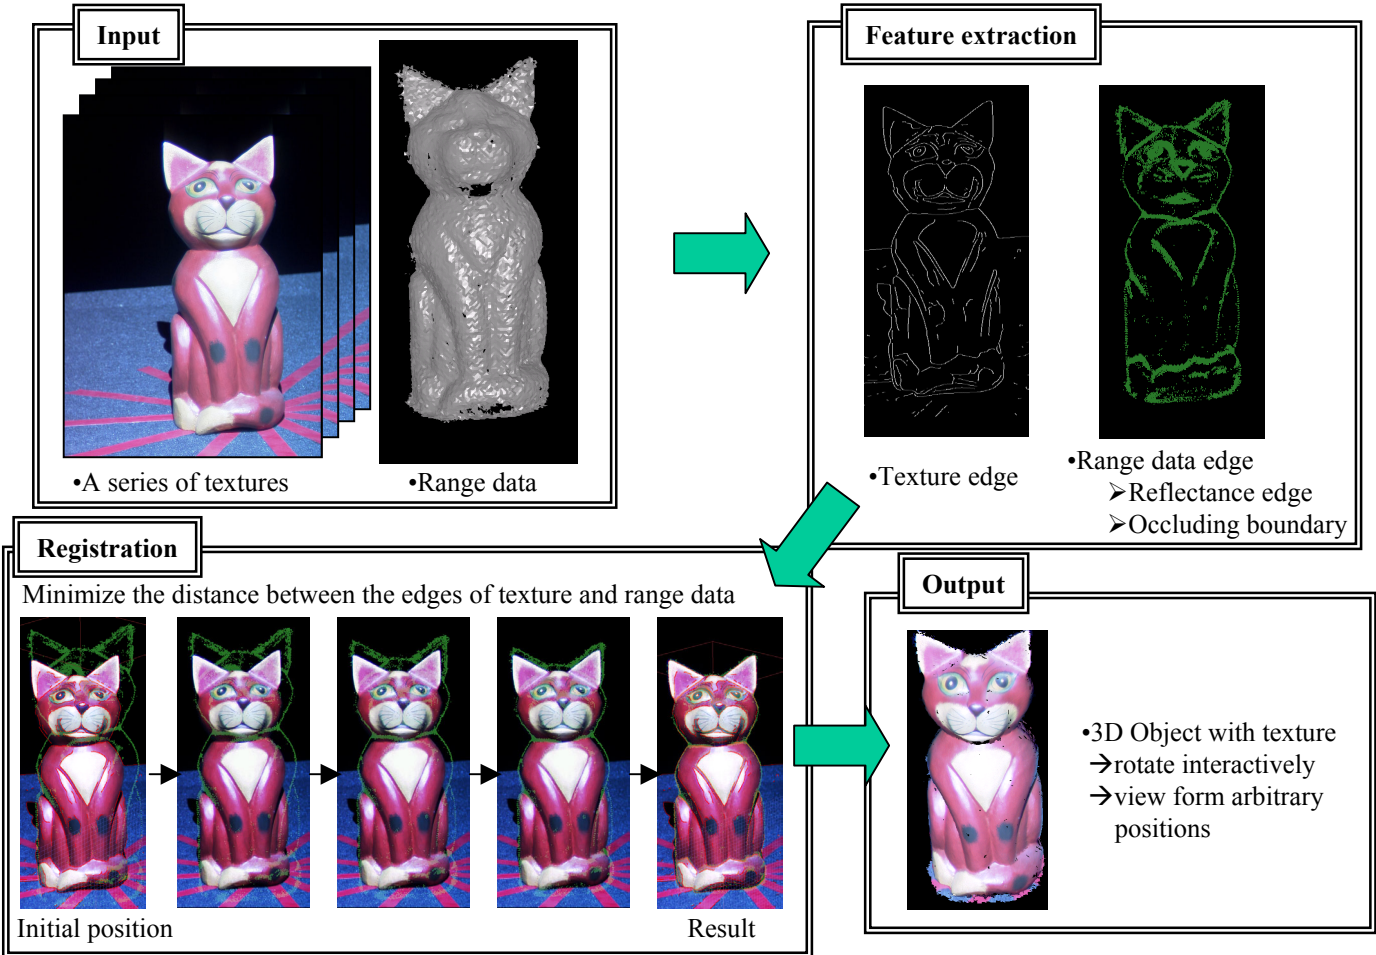 Input
•A series of textures
•Range data
Feature extraction
•Texture edge
•Range data edge
➢Reflectance edge
➢Occluding boundary
Registration
Minimize the distance between the edges of texture and range data
Initial position
Result
Output
•3D Object with texture
→rotate interactively
→view form arbitrary
positions